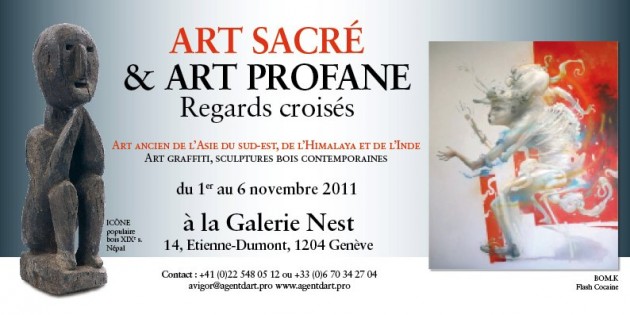 ART SACRÉ
& ART PROFANE
Regards croisés
Art ancien de l'Asie du sud-est, de l'Himalaya et de l'Inde
Art graffiti, sculptures bois contemporaines
du 1er au 6 novembre 2011
à la Galerie Nest
14, Etienne-Dumont, 1204 Genève
ICÔNE
populaire
bois XIXe s.
Népal
Contact : +41 (0)22 548 05 12 ou +33 (0)6 70 34 27 04
avigor@agentdart.pro www.agentdart.pro
BOM.K
Flash Cocaine